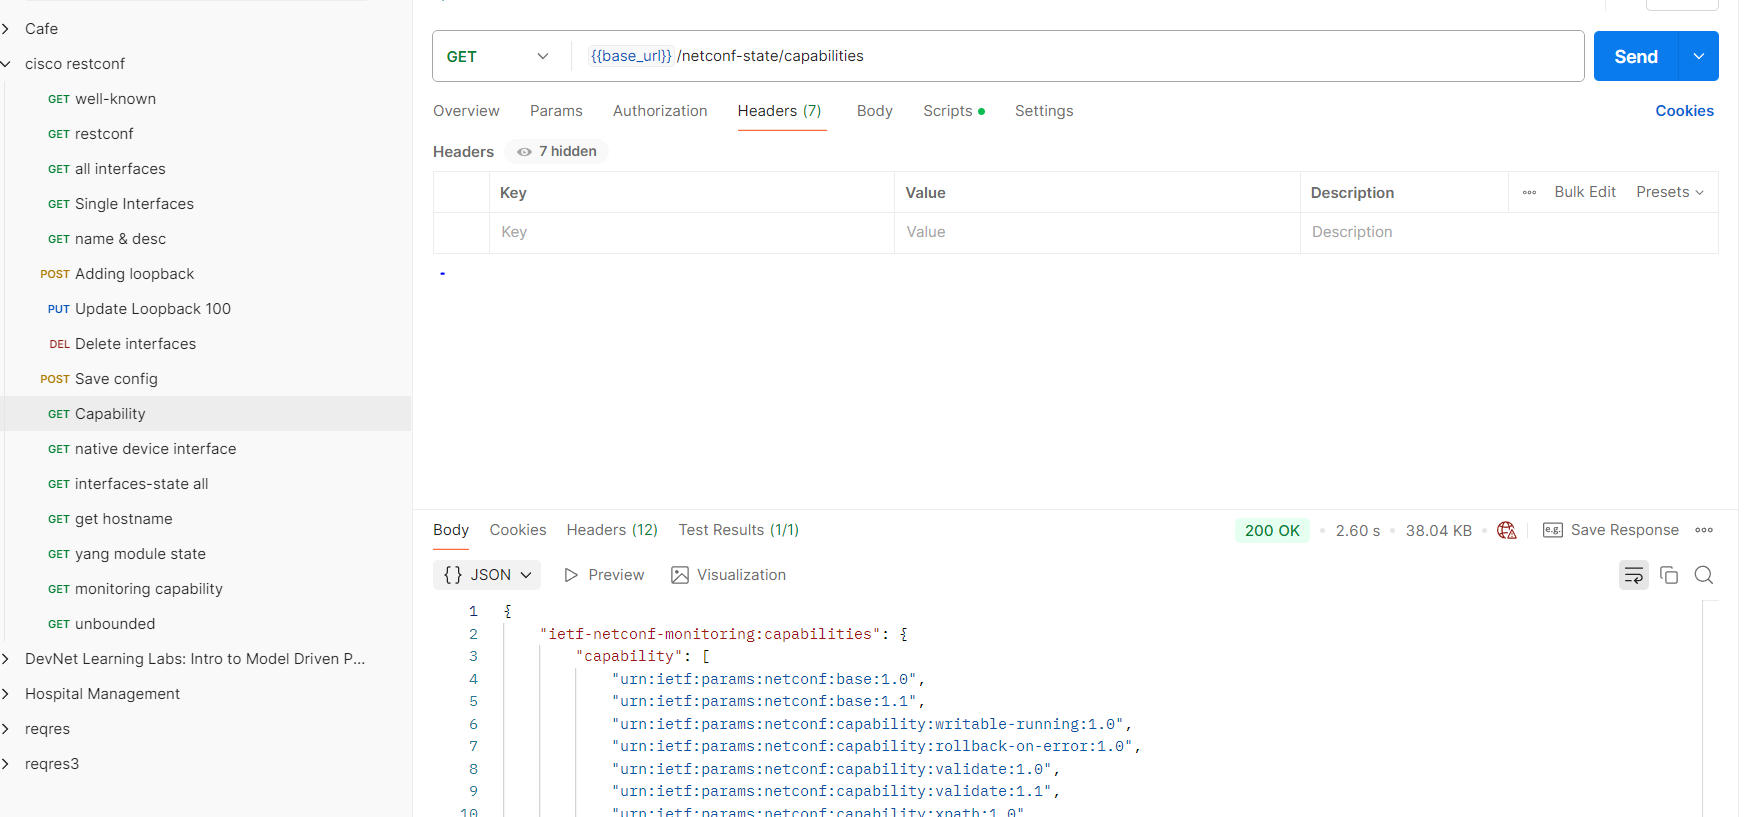 Cafe
cisco restconf
GET well-known
GET restconf
GET all interfaces
GET Single Interfaces
GET name & desc
POST Adding loopback
PUT Update Loopback 100
DEL Delete interfaces
POST Save config
GET Capability
GET native device interface
GET interfaces-state all
GET get hostname
GET yang module state
GET monitoring capability
GET unbounded
DevNet Learning Labs: Intro to Model Driven P...
Hospital Management
reqres
reqres3
GET {{base_url}} /netconf-state/capabilities Send
Overview Params Authorization Headers (7) Body Scripts Settings Cookies
Headers 7 hidden
Key Value Description Bulk Edit Presets
Key Value Description
Body Cookies Headers (12) Test Results (1/1) 200 OK 2.60 s 38.04 KB e.g. Save Response
{} JSON Preview Visualization
1 {
2 "ietf-netconf-monitoring:capabilities": {
3 "capability": [
4 "urn:ietf:params:netconf:base:1.0",
5 "urn:ietf:params:netconf:base:1.1",
6 "urn:ietf:params:netconf:capability:writable-running:1.0",
7 "urn:ietf:params:netconf:capability:rollback-on-error:1.0",
8 "urn:ietf:params:netconf:capability:validate:1.0",
9 "urn:ietf:params:netconf:capability:validate:1.1",
10 "urn:ietf:params:netconf:capability:xpath:1.0"